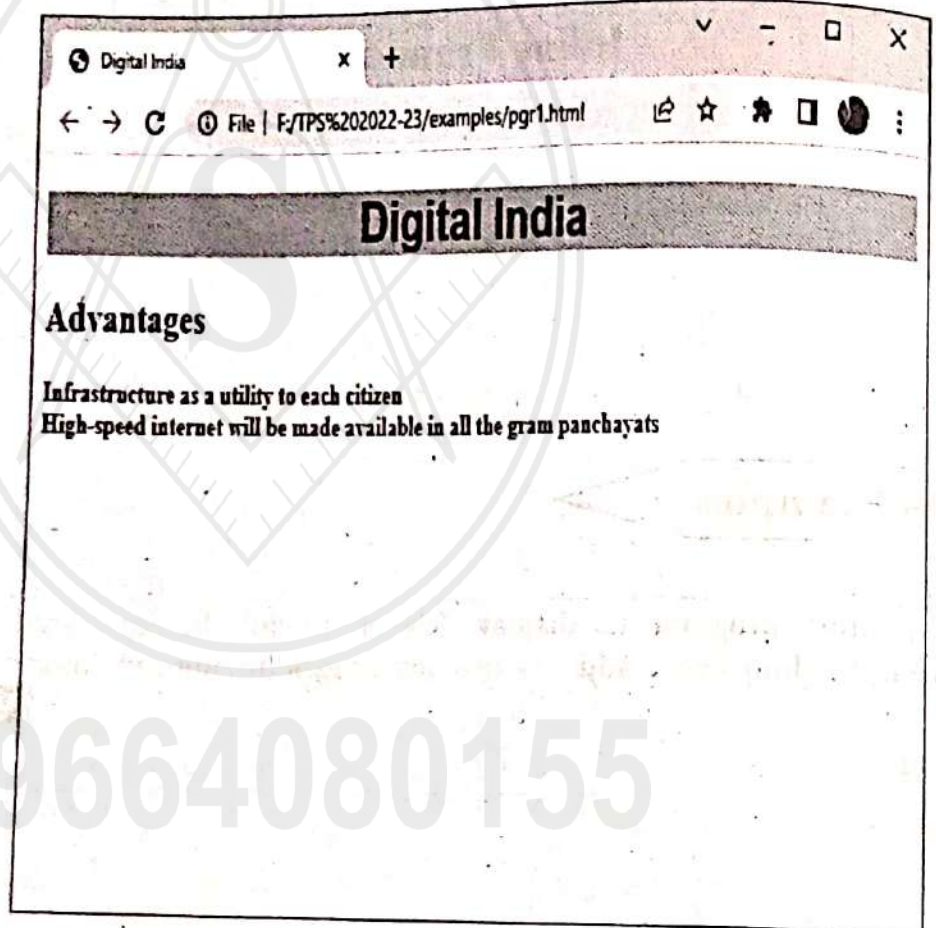 Digital India
File | F:/TPS%202022-23/examples/pgr1.html
Digital India
Advantages
Infrastructure as a utility to each citizen
High-speed internet will be made available in all the gram panchayats
S
9664080155